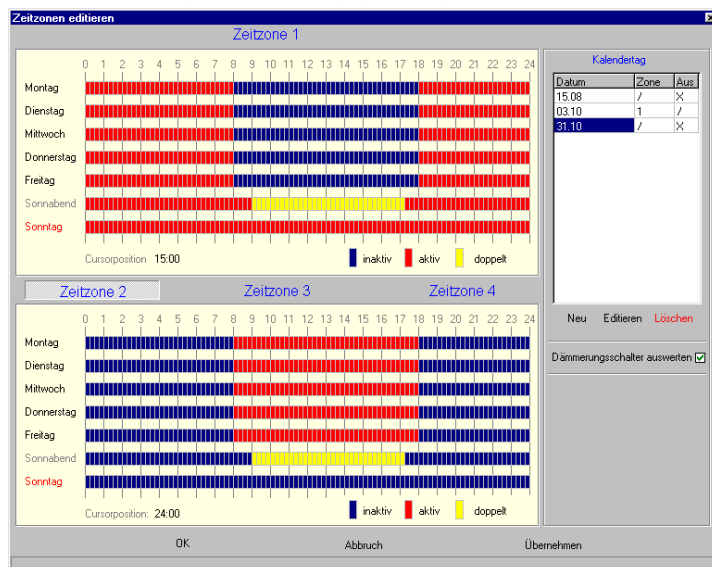 Zeitzonen editieren
Zeitzone 1
0 1 2 3 4 5 6 7 8 9 10 11 12 13 14 15 16 17 18 19 20 21 22 23 24
Montag
Dienstag
Mittwoch
Donnerstag
Freitag
Sonnabend
Sonntag
Cursorposition 15:00
inaktiv aktiv doppelt
Zeitzone 2 Zeitzone 3 Zeitzone 4
0 1 2 3 4 5 6 7 8 9 10 11 12 13 14 15 16 17 18 19 20 21 22 23 24
Montag
Dienstag
Mittwoch
Donnerstag
Freitag
Sonnabend
Sonntag
Cursorposition: 24:00
inaktiv aktiv doppelt
Kalendertag
Datum Zone Aus
15.08 / X
03.10 1 /
31.10 / X
Neu Editieren Löschen
Dämmerungsschalter auswerten
OK Abbruch Übernehmen